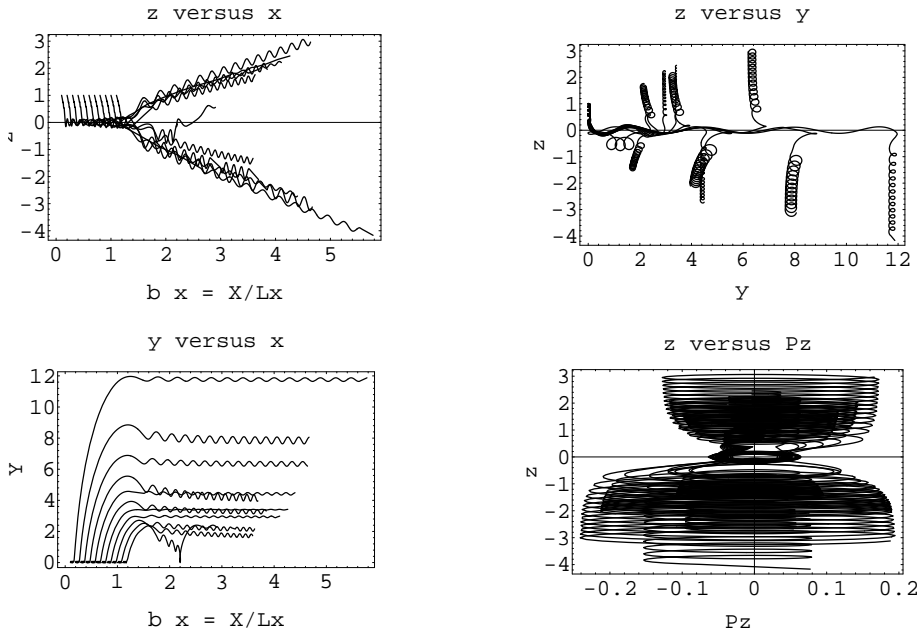 z versus x
3
2
1
0
-1
-2
-3
-4
z
0 1 2 3 4 5
b x = X/Lx
z versus y
3
2
1
0
-1
-2
-3
-4
z
0 2 4 6 8 10 12
y
y versus x
12
10
8
6
4
2
0
Y
0 1 2 3 4 5
b x = X/Lx
z versus Pz
3
2
1
0
-1
-2
-3
-4
z
-0.2 -0.1 0 0.1 0.2
Pz